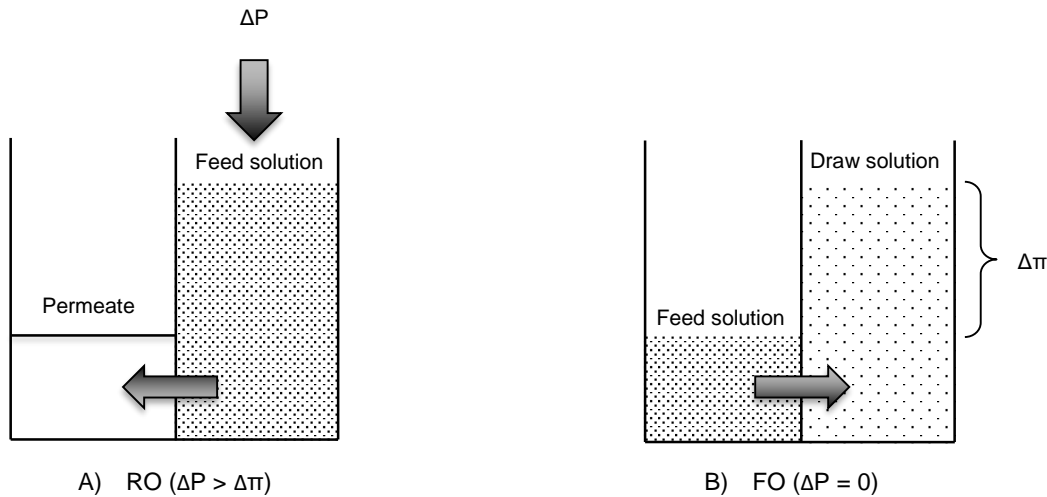 ΔP
Feed solution
Permeate
A) RO (ΔP > Δπ)
Draw solution
Δπ
Feed solution
B) FO (ΔP = 0)